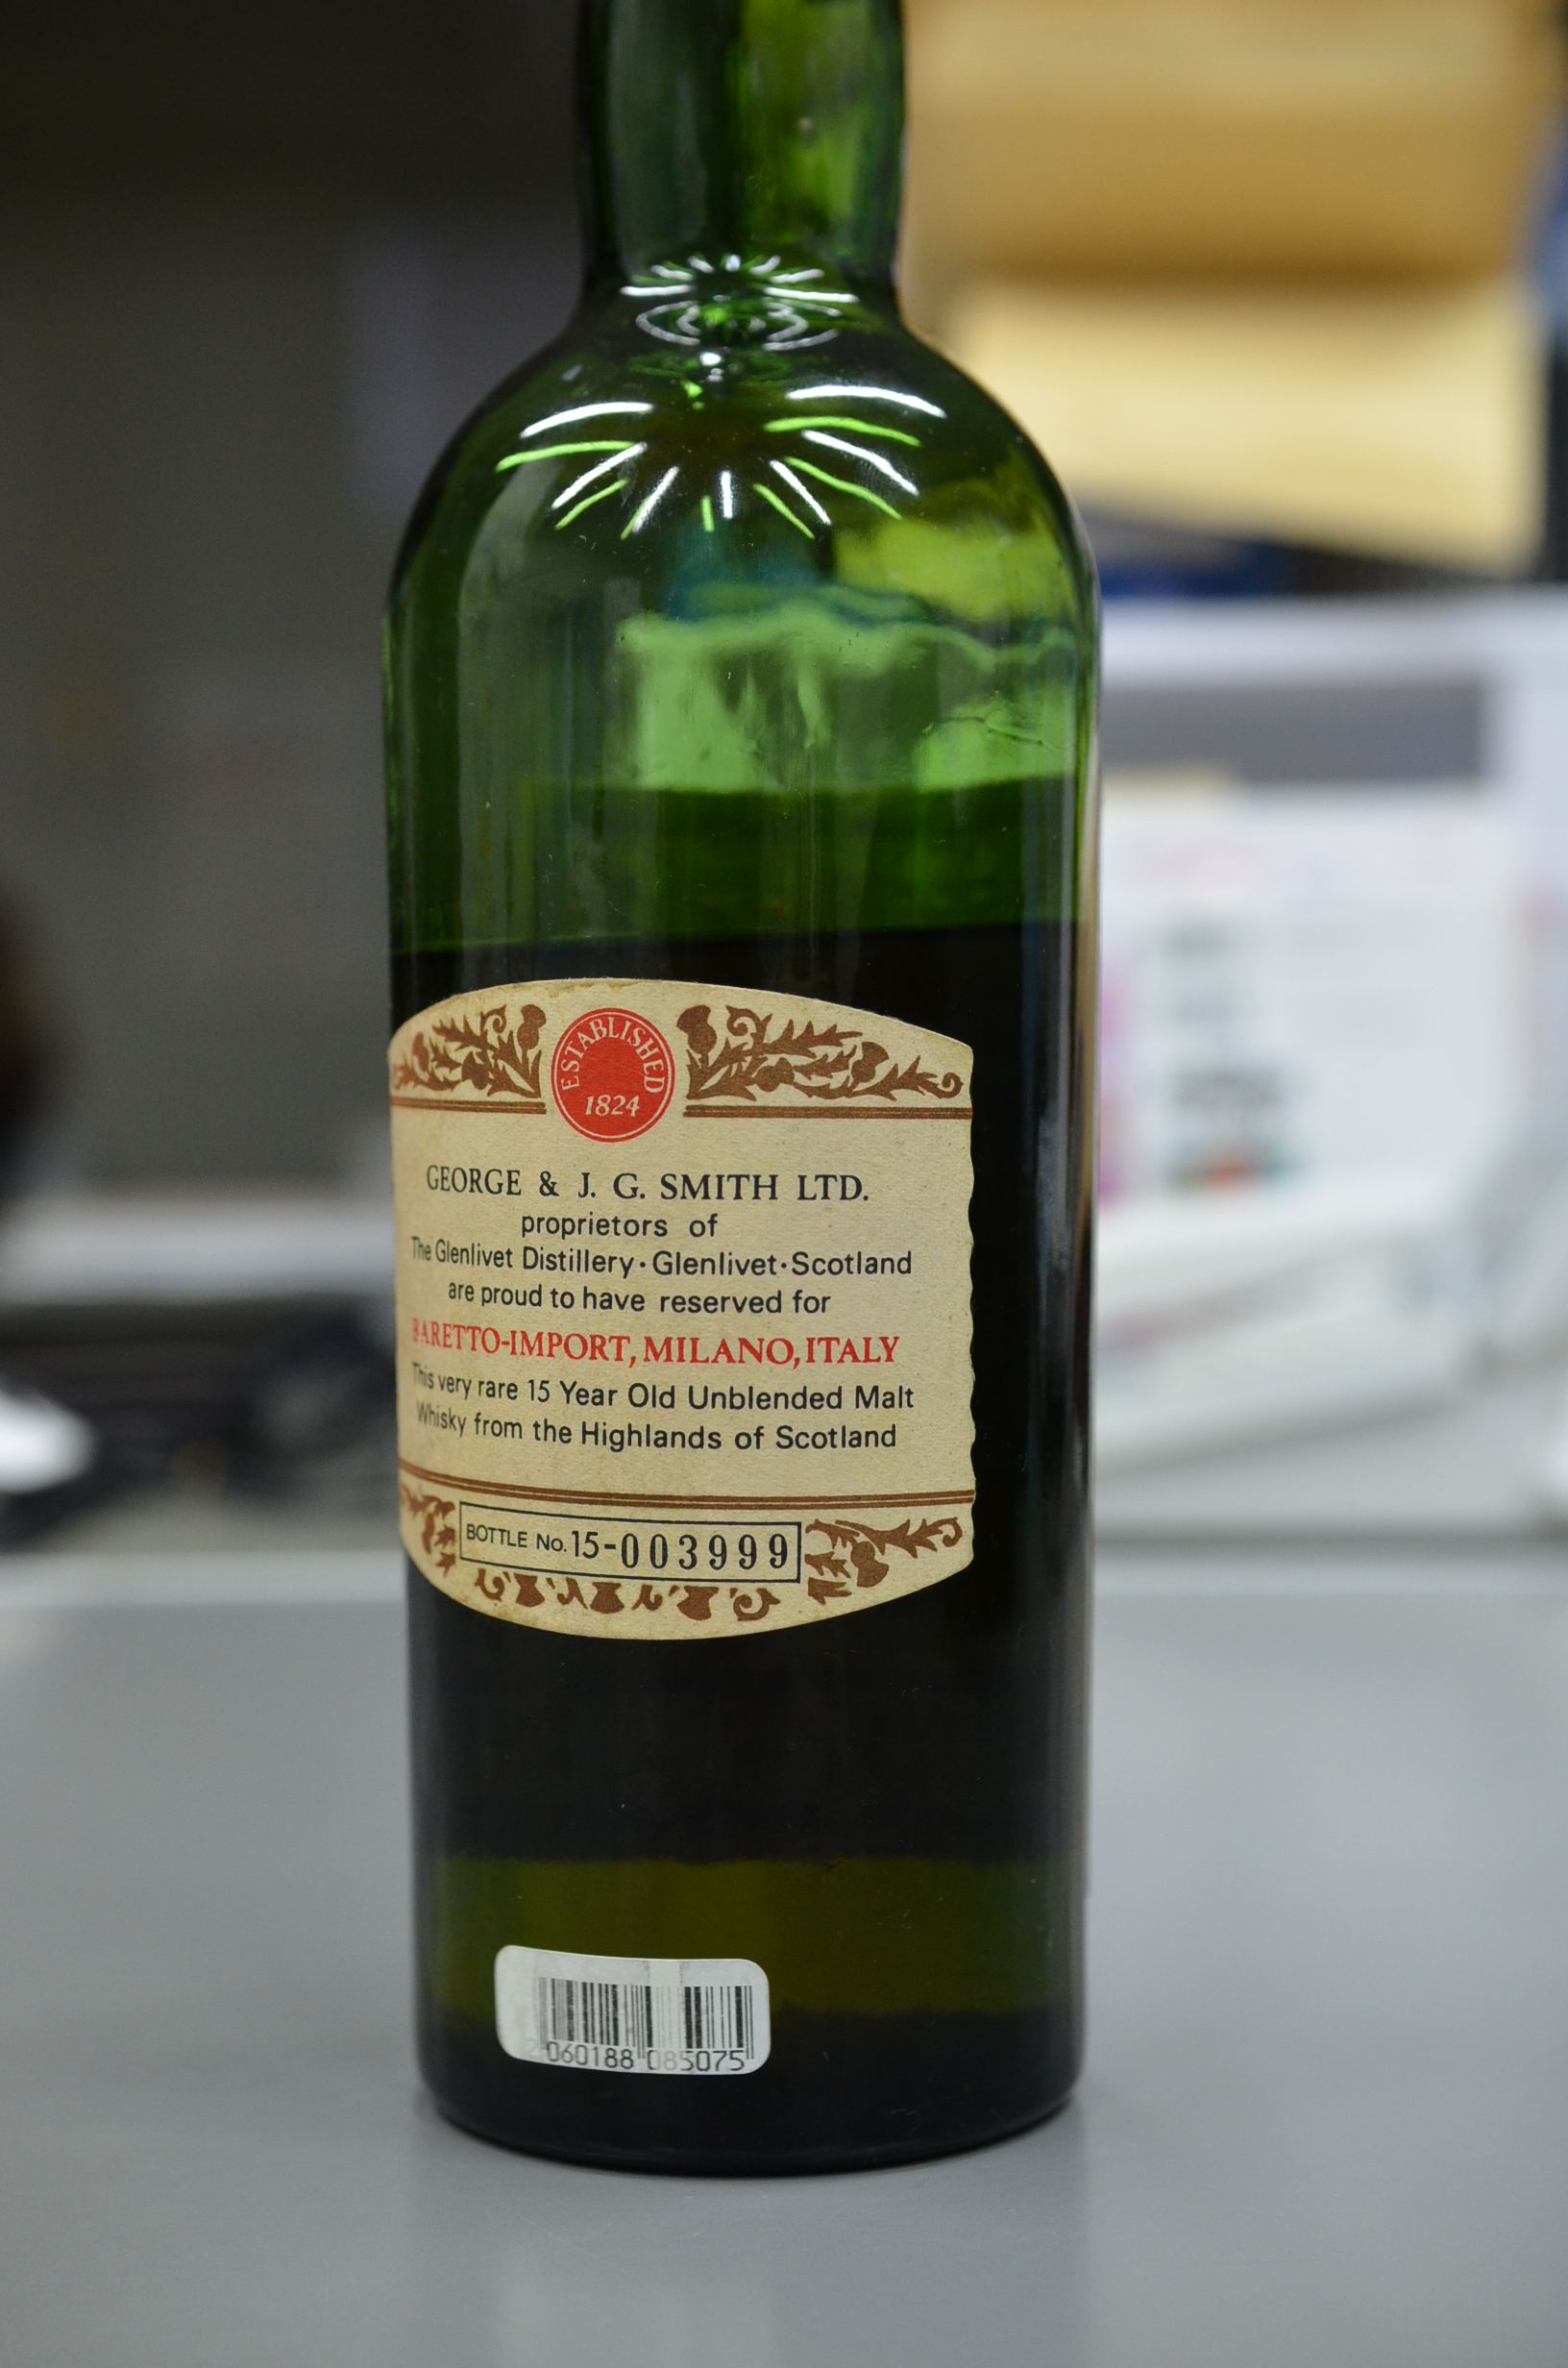 ESTABLISHED
1824
GEORGE & J. G. SMITH LTD.
proprietors of
The Glenlivet Distillery·Glenlivet·Scotland
are proud to have reserved for
BARETTO-IMPORT, MILANO, ITALY
This very rare 15 Year Old Unblended Malt
Whisky from the Highlands of Scotland
BOTTLE No. 15-003999
2 060188 085075